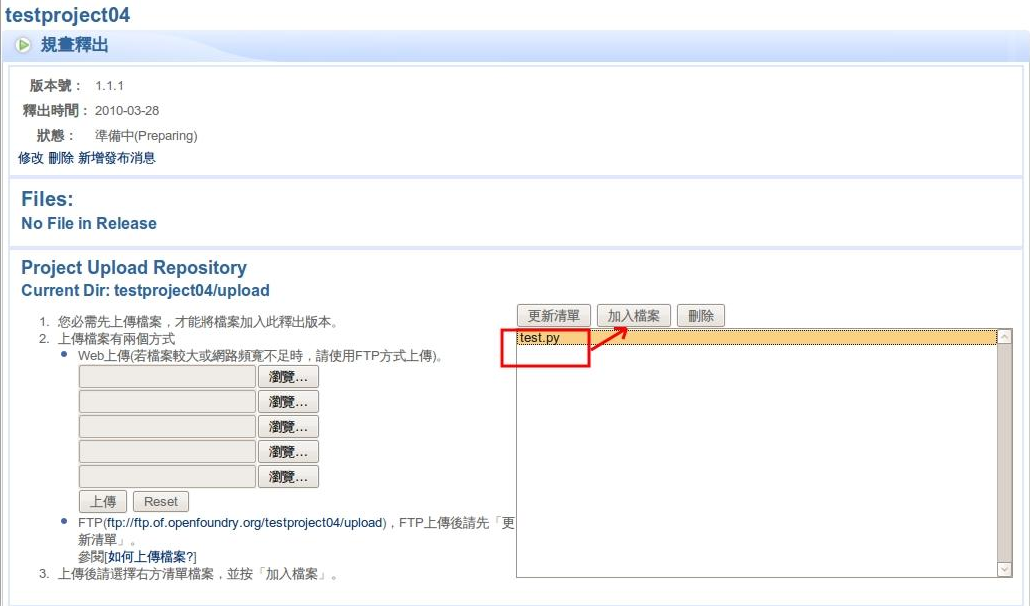 testproject04
規畫釋出
版本號： 1.1.1
釋出時間： 2010-03-28
狀態： 準備中(Preparing)
修改 刪除 新增發布消息
Files:
No File in Release
Project Upload Repository
Current Dir: testproject04/upload
1. 您必需先上傳檔案，才能將檔案加入此釋出版本。
2. 上傳檔案有兩個方式
Web上傳(若檔案較大或網路頻寬不足時，請使用FTP方式上傳)。
瀏覽...
瀏覽...
瀏覽...
瀏覽...
瀏覽...
上傳 Reset
FTP(ftp://ftp.of.openfoundry.org/testproject04/upload)，FTP上傳後請先「更
新清單」。
參閱[如何上傳檔案?]
3. 上傳後請選擇右方清單檔案，並按「加入檔案」。
更新清單 加入檔案 刪除
test.py